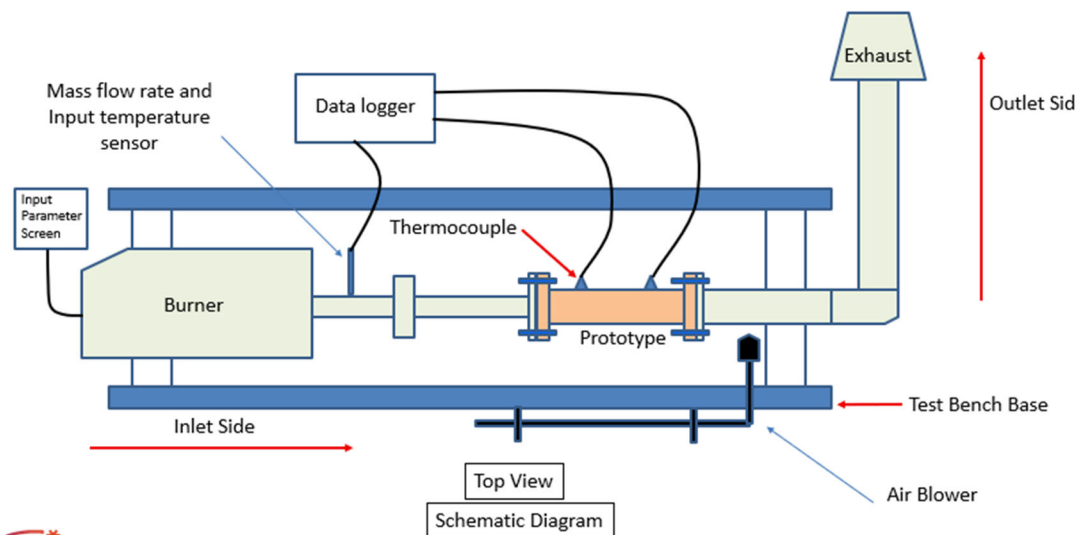 Exhaust
Mass flow rate and
Input temperature
sensor
Data logger
Outlet Sid
Input
Parameter
Screen
Thermocouple
Burner
Prototype
Test Bench Base
Inlet Side
Top View
Air Blower
Schematic Diagram